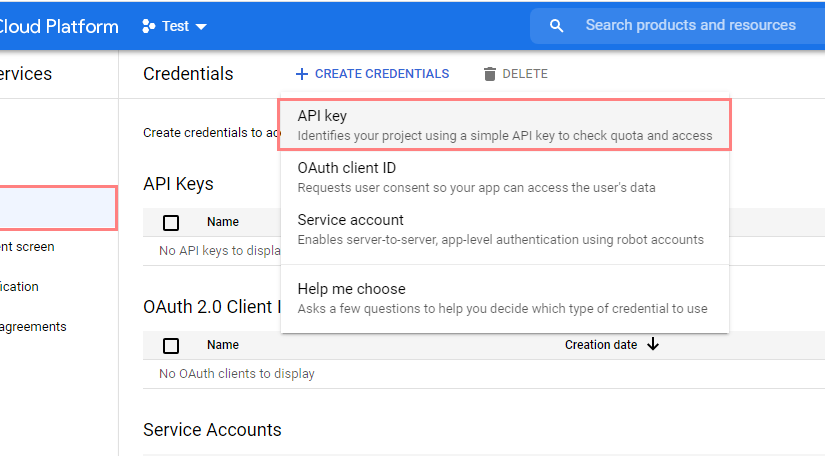 Cloud Platform
Test
Search products and resources
ervices
Credentials
CREATE CREDENTIALS
DELETE
Create credentials to ac
API key
Identifies your project using a simple API key to check quota and access
OAuth client ID
Requests user consent so your app can access the user's data
Service account
Enables server-to-server, app-level authentication using robot accounts
Help me choose
Asks a few questions to help you decide which type of credential to use
API Keys
Name
No API keys to displa
ent screen
ication
agreements
OAuth 2.0 Client I
Name
Creation date
No OAuth clients to display
Service Accounts